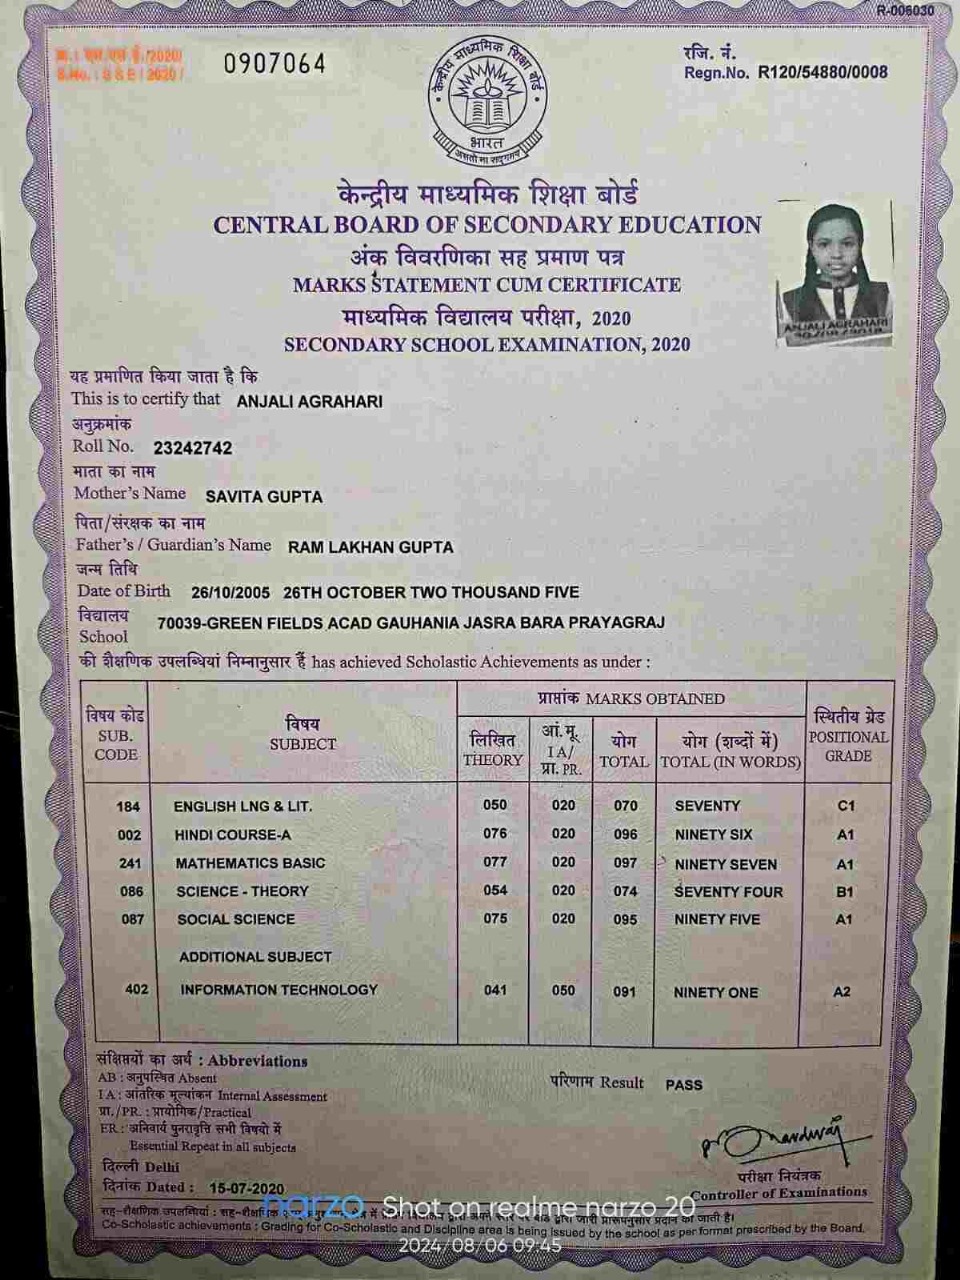 R-006030
0907064
रजि. नं.
Regn.No. R120/54880/0008
केन्द्रीय माध्यमिक शिक्षा बोर्ड
भारत
असतो मा सद्गमय
केन्द्रीय माध्यमिक शिक्षा बोर्ड
CENTRAL BOARD OF SECONDARY EDUCATION
अंक विवरणिका सह प्रमाण पत्र
MARKS STATEMENT CUM CERTIFICATE
माध्यमिक विद्यालय परीक्षा, 2020
SECONDARY SCHOOL EXAMINATION, 2020
ANJALI AGRAHARI
यह प्रमाणित किया जाता है कि
This is to certify that ANJALI AGRAHARI
अनुक्रमांक
Roll No. 23242742
माता का नाम
Mother's Name SAVITA GUPTA
पिता/संरक्षक का नाम
Father's / Guardian's Name RAM LAKHAN GUPTA
जन्म तिथि
Date of Birth 26/10/2005 26TH OCTOBER TWO THOUSAND FIVE
विद्यालय
School 70039-GREEN FIELDS ACAD GAUHANIA JASRA BARA PRAYAGRAJ
की शैक्षणिक उपलब्धियां निम्नानुसार हैं has achieved Scholastic Achievements as under :
विषय कोड SUB. CODE
विषय SUBJECT
प्राप्तांक MARKS OBTAINED
लिखित THEORY
आं.मू. I A/ प्रा. PR.
योग TOTAL
योग (शब्दों में) TOTAL (IN WORDS)
स्थितीय ग्रेड POSITIONAL GRADE
184 ENGLISH LNG & LIT. 050 020 070 SEVENTY C1
002 HINDI COURSE-A 076 020 096 NINETY SIX A1
241 MATHEMATICS BASIC 077 020 097 NINETY SEVEN A1
086 SCIENCE - THEORY 054 020 074 SEVENTY FOUR B1
087 SOCIAL SCIENCE 075 020 095 NINETY FIVE A1
ADDITIONAL SUBJECT
402 INFORMATION TECHNOLOGY 041 050 091 NINETY ONE A2
संक्षिप्तियों का अर्थ : Abbreviations
AB : अनुपस्थित Absent
I A : आंतरिक मूल्यांकन Internal Assessment
प्रा./PR. : प्रायोगिक/Practical
ER : अनिवार्य पुनरावृत्ति सभी विषयों में
Essential Repeat in all subjects
परिणाम Result PASS
दिल्ली Delhi
दिनांक Dated : 15-07-2020
परीक्षा नियंत्रक
Controller of Examinations
सह-शैक्षणिक उपलब्धियां : सह-शैक्षणिक
Co-Scholastic achievements : Grading for Co-Scholastic and Discipline area is being issued by the school as per format prescribed by the Board.
narzo Shot on realme narzo 20
2024/08/06 09:45